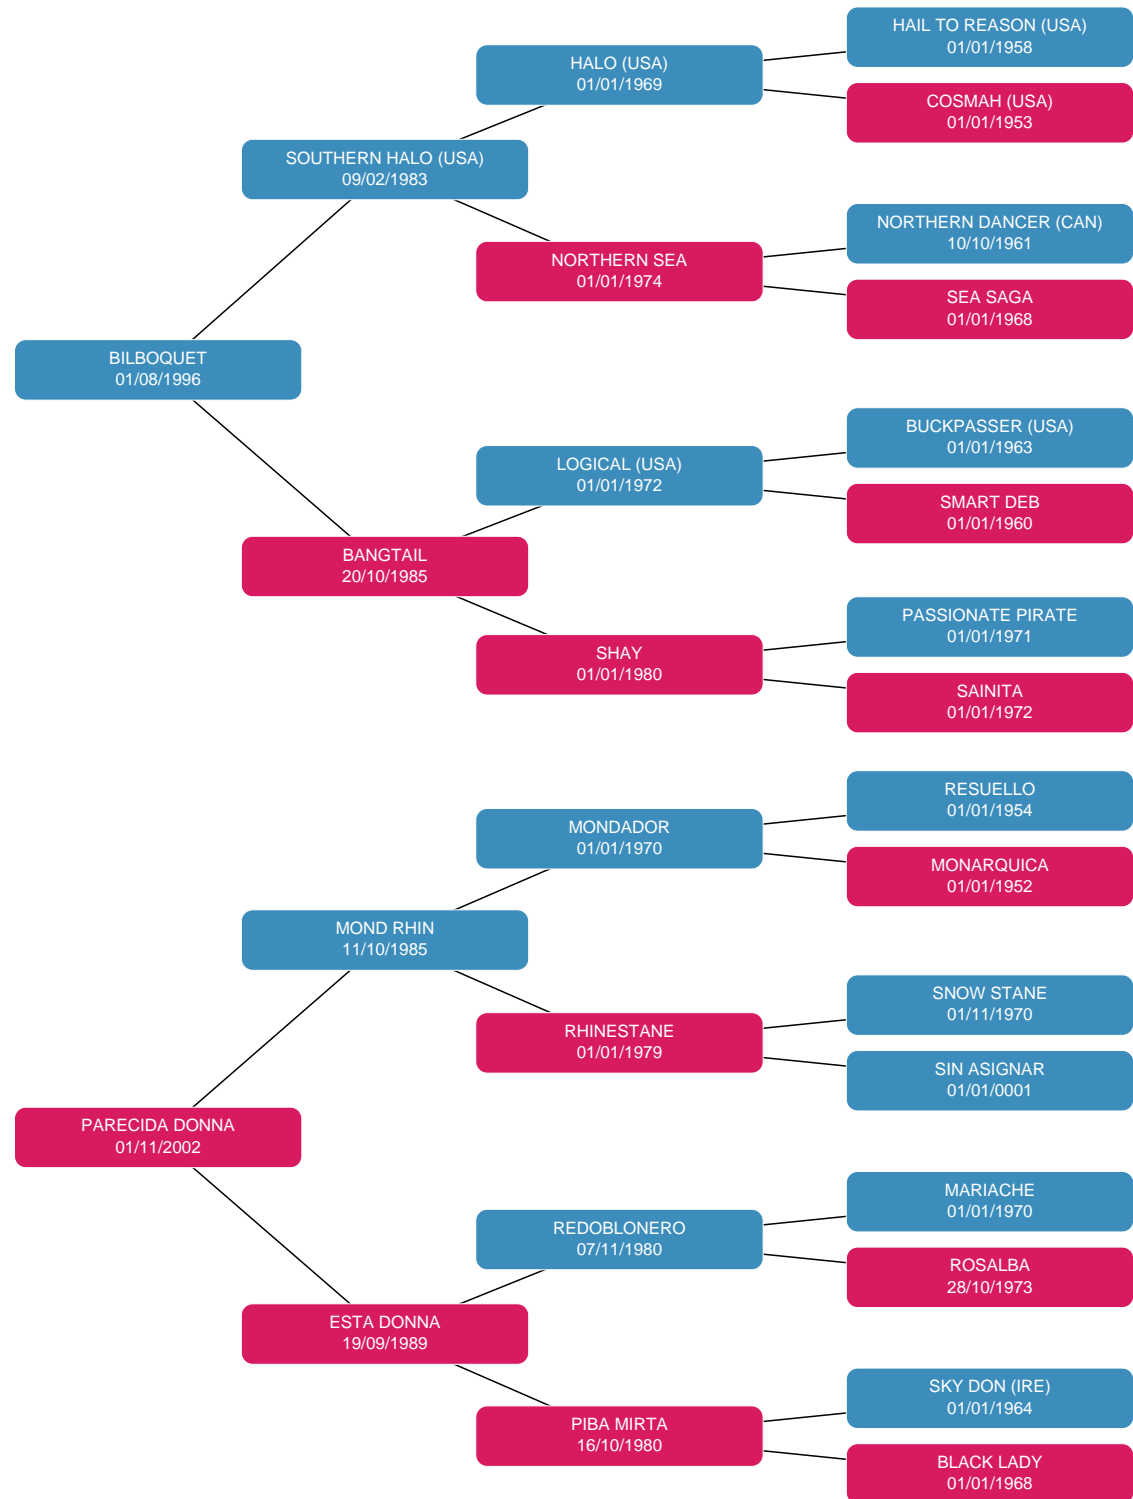 HAIL TO REASON (USA)
01/01/1958
HALO (USA)
01/01/1969
COSMAH (USA)
01/01/1953
SOUTHERN HALO (USA)
09/02/1983
NORTHERN DANCER (CAN)
10/10/1961
NORTHERN SEA
01/01/1974
SEA SAGA
01/01/1968
BILBOQUET
01/08/1996
BUCKPASSER (USA)
01/01/1963
LOGICAL (USA)
01/01/1972
SMART DEB
01/01/1960
BANGTAIL
20/10/1985
PASSIONATE PIRATE
01/01/1971
SHAY
01/01/1980
SAINITA
01/01/1972
RESUELLO
01/01/1954
MONDADOR
01/01/1970
MONARQUICA
01/01/1952
MOND RHIN
11/10/1985
SNOW STANE
01/11/1970
RHINESTANE
01/01/1979
SIN ASIGNAR
01/01/0001
PARECIDA DONNA
01/11/2002
MARIACHE
01/01/1970
REDOBLONERO
07/11/1980
ROSALBA
28/10/1973
ESTA DONNA
19/09/1989
SKY DON (IRE)
01/01/1964
PIBA MIRTA
16/10/1980
BLACK LADY
01/01/1968